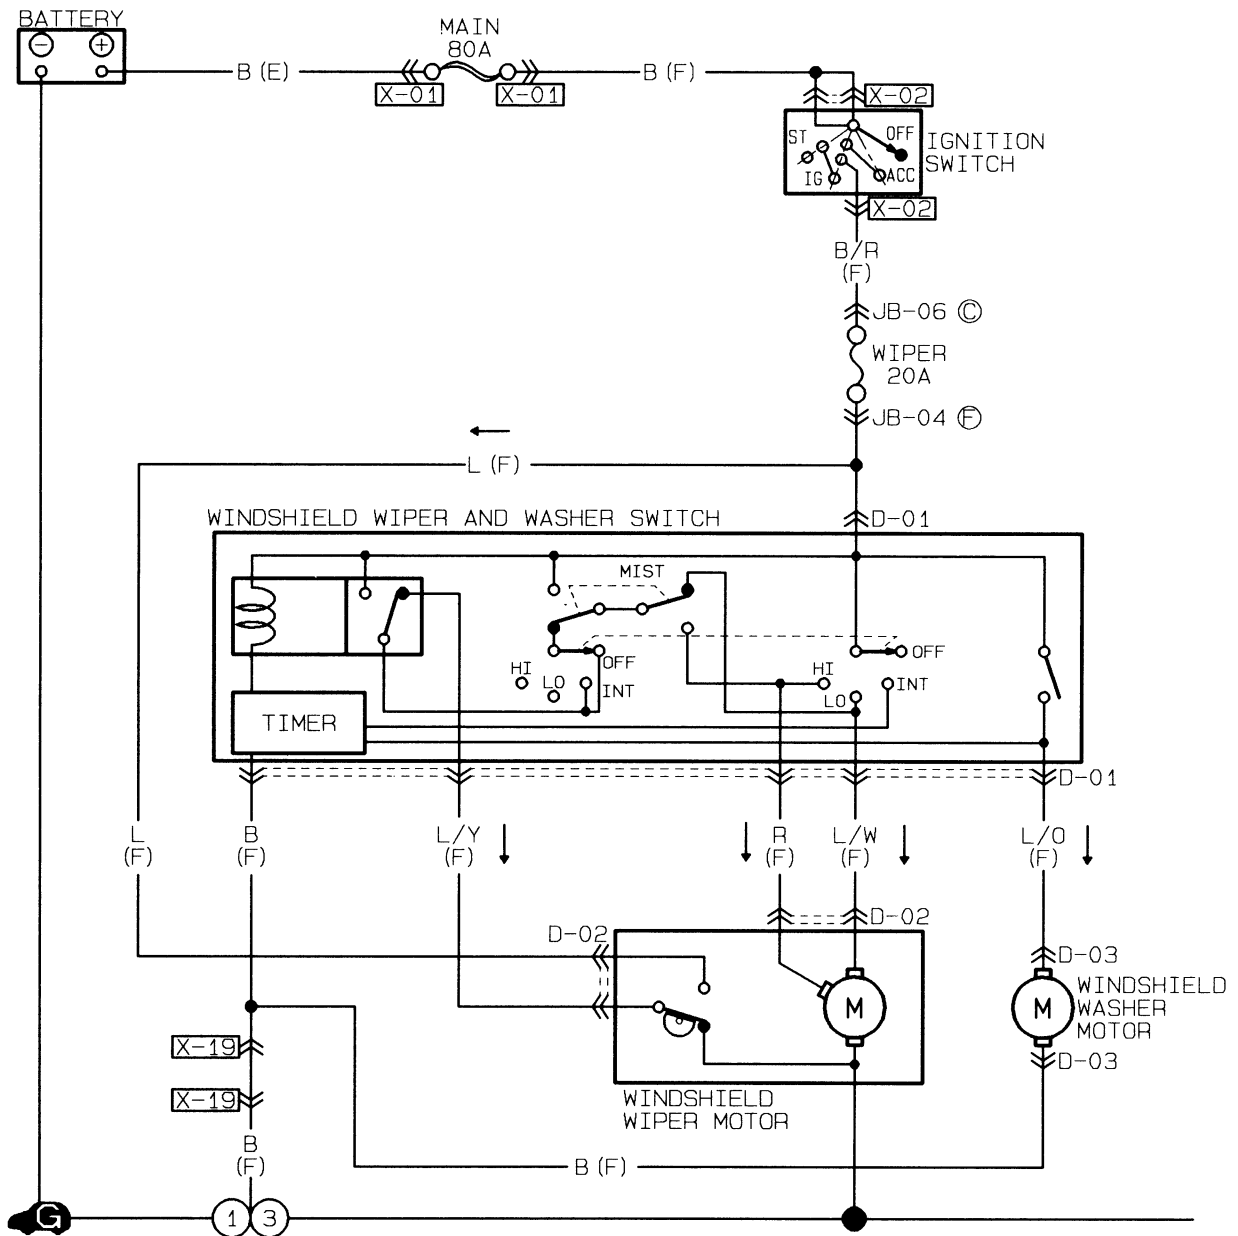 BATTERY
MAIN
80A
B (E)
B (F)
X-01
X-01
X-02
ST
OFF
IG
ACC
IGNITION
SWITCH
X-02
B/R
(F)
JB-06 Ⓒ
WIPER
20A
JB-04 Ⓕ
L (F)
WINDSHIELD WIPER AND WASHER SWITCH
D-01
MIST
OFF
HI
LO
INT
HI
OFF
LO
INT
TIMER
D-01
L
(F)
B
(F)
L/Y
(F)
R
(F)
L/W
(F)
L/O
(F)
D-02
D-02
D-03
M
M
WINDSHIELD
WASHER
MOTOR
D-03
X-19
X-19
WINDSHIELD
WIPER MOTOR
B
(F)
B (F)
G
1
3